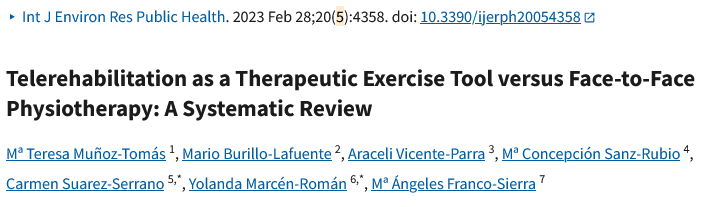 ▸ Int J Environ Res Public Health. 2023 Feb 28;20(5):4358. doi: 10.3390/ijerph20054358
Telerehabilitation as a Therapeutic Exercise Tool versus Face-to-Face
Physiotherapy: A Systematic Review
Mª Teresa Muñoz-Tomás 1, Mario Burillo-Lafuente 2, Araceli Vicente-Parra 3, Mª Concepción Sanz-Rubio 4,
Carmen Suarez-Serrano 5,*, Yolanda Marcén-Román 6,*, Mª Ángeles Franco-Sierra 7